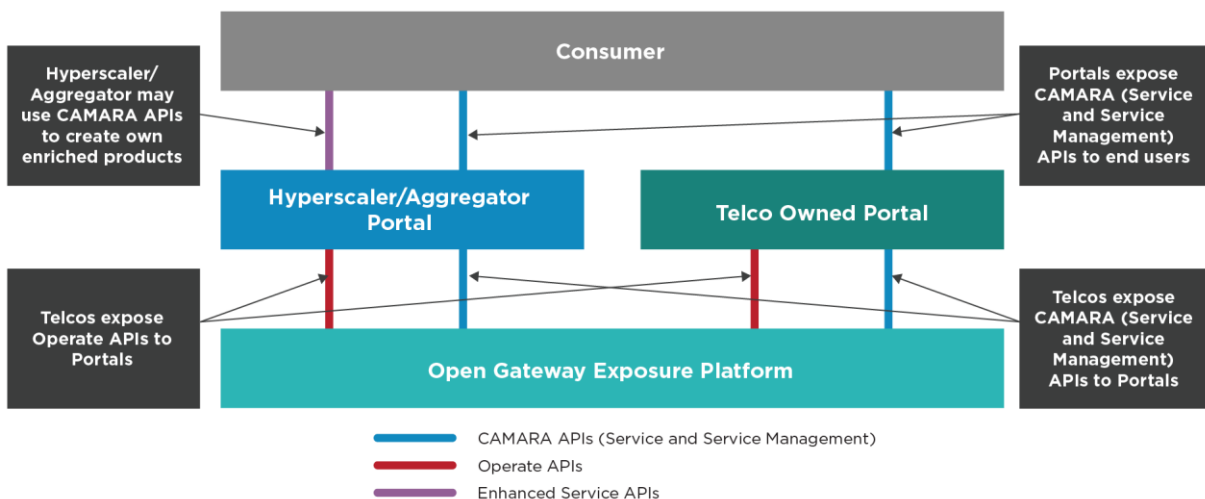 Consumer
Hyperscaler/
Aggregator may
use CAMARA APIs
to create own
enriched products
Portals expose
CAMARA (Service
and Service
Management)
APIs to end users
Hyperscaler/Aggregator
Portal
Telco Owned Portal
Telcos expose
Operate APIs to
Portals
Telcos expose
CAMARA (Service
and Service
Management)
APIs to Portals
Open Gateway Exposure Platform
CAMARA APIs (Service and Service Management)
Operate APIs
Enhanced Service APIs